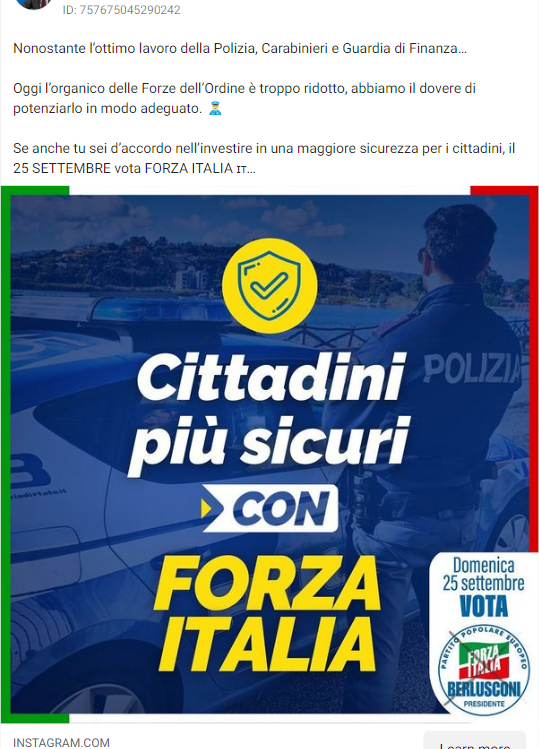 ID: 757675045290242
Nonostante l'ottimo lavoro della Polizia, Carabinieri e Guardia di Finanza...
Oggi l'organico delle Forze dell'Ordine è troppo ridotto, abbiamo il dovere di
potenziarlo in modo adeguato. 👮‍♂️
Se anche tu sei d'accordo nell'investire in una maggiore sicurezza per i cittadini, il
25 SETTEMBRE vota FORZA ITALIA IT...
POLIZIA
Cittadini
più sicuri
CON
FORZA
ITALIA
Domenica
25 settembre
VOTA
PARTITO POPOLARE EUROPEO
FORZA
ITALIA
BERLUSCONI
PRESIDENTE
INSTAGRAM.COM
Learn more